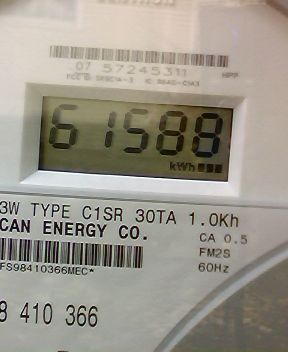 .07 57245311
HPP
61588
kWh
3W TYPE C1SR 30TA 1.0Kh
CAN ENERGY CO.
CA 0.5
FM2S
60Hz
FS98410366MEC*
8 410 366